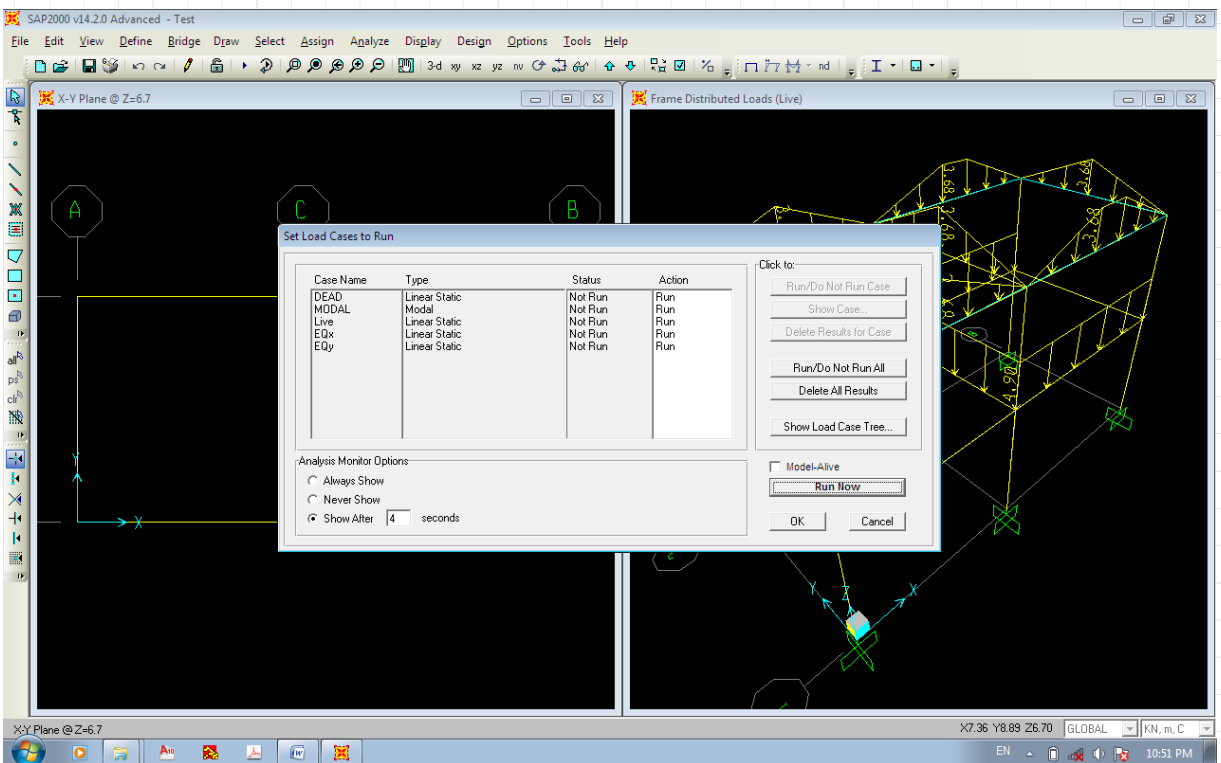 SAP2000 v14.2.0 Advanced - Test
File Edit View Define Bridge Draw Select Assign Analyze Display Design Options Tools Help
3-d xy xz yz nv nd
X-Y Plane @ Z=6.7
Frame Distributed Loads (Live)
A C B
Set Load Cases to Run
Click to:
Case Name Type Status Action
Run/Do Not Run Case
DEAD Linear Static Not Run Run
MODAL Modal Not Run Run
Show Case...
Live Linear Static Not Run Run
EQx Linear Static Not Run Run
Delete Results for Case
EQy Linear Static Not Run Run
Run/Do Not Run All
Delete All Results
Show Load Case Tree...
Analysis Monitor Options
Always Show
Never Show
Show After 4 seconds
Model-Alive
Run Now
OK Cancel
all
ps
clr
3.68
3.68
3.68
4.90
Y
X
Y Z X
X-Y Plane @ Z=6.7
X7.36 Y8.89 Z6.70 GLOBAL KN, m, C
EN 10:51 PM